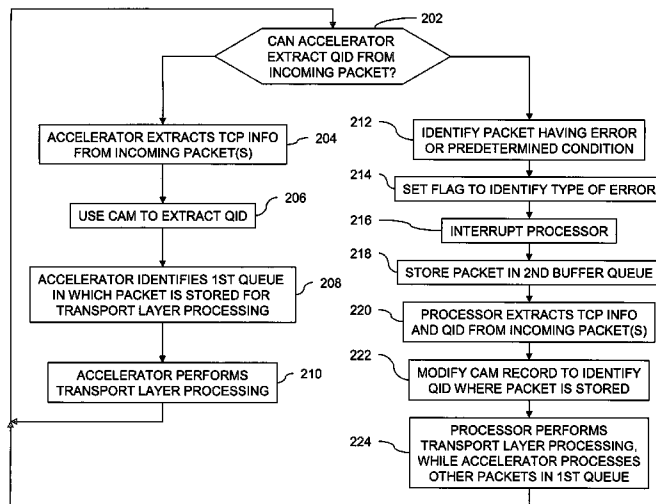 202
CAN ACCELERATOR
EXTRACT QID FROM
INCOMING PACKET?
ACCELERATOR EXTRACTS TCP INFO
FROM INCOMING PACKET(S)
204
USE CAM TO EXTRACT QID
206
ACCELERATOR IDENTIFIES 1ST QUEUE
IN WHICH PACKET IS STORED FOR
TRANSPORT LAYER PROCESSING
208
ACCELERATOR PERFORMS
TRANSPORT LAYER PROCESSING
210
212
IDENTIFY PACKET HAVING ERROR
OR PREDETERMINED CONDITION
214
SET FLAG TO IDENTIFY TYPE OF ERROR
216
INTERRUPT PROCESSOR
218
STORE PACKET IN 2ND BUFFER QUEUE
220
PROCESSOR EXTRACTS TCP INFO
AND QID FROM INCOMING PACKET(S)
222
MODIFY CAM RECORD TO IDENTIFY
QID WHERE PACKET IS STORED
224
PROCESSOR PERFORMS
TRANSPORT LAYER PROCESSING,
WHILE ACCELERATOR PROCESSES
OTHER PACKETS IN 1ST QUEUE